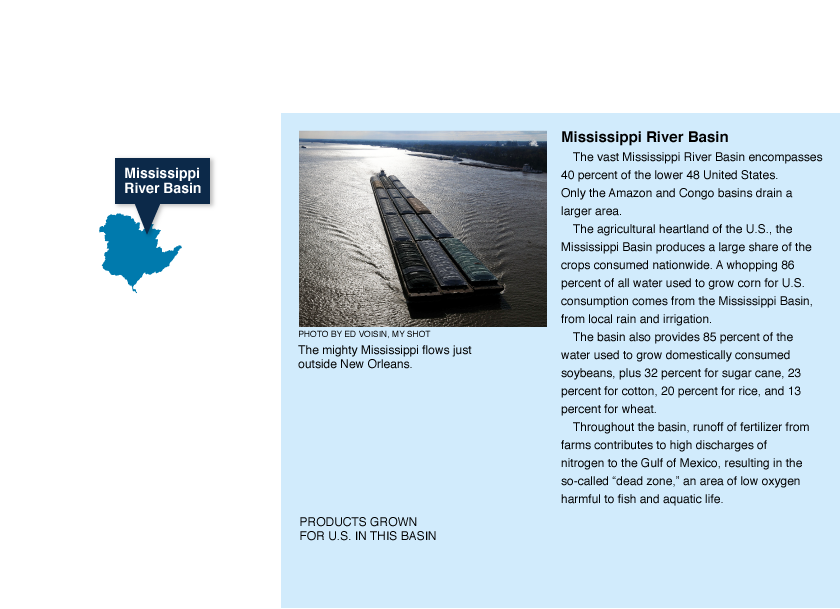 Mississippi
River Basin
PHOTO BY ED VOISIN, MY SHOT
The mighty Mississippi flows just
outside New Orleans.
PRODUCTS GROWN
FOR U.S. IN THIS BASIN
Mississippi River Basin
The vast Mississippi River Basin encompasses
40 percent of the lower 48 United States.
Only the Amazon and Congo basins drain a
larger area.
The agricultural heartland of the U.S., the
Mississippi Basin produces a large share of the
crops consumed nationwide. A whopping 86
percent of all water used to grow corn for U.S.
consumption comes from the Mississippi Basin,
from local rain and irrigation.
The basin also provides 85 percent of the
water used to grow domestically consumed
soybeans, plus 32 percent for sugar cane, 23
percent for cotton, 20 percent for rice, and 13
percent for wheat.
Throughout the basin, runoff of fertilizer from
farms contributes to high discharges of
nitrogen to the Gulf of Mexico, resulting in the
so-called “dead zone,” an area of low oxygen
harmful to fish and aquatic life.